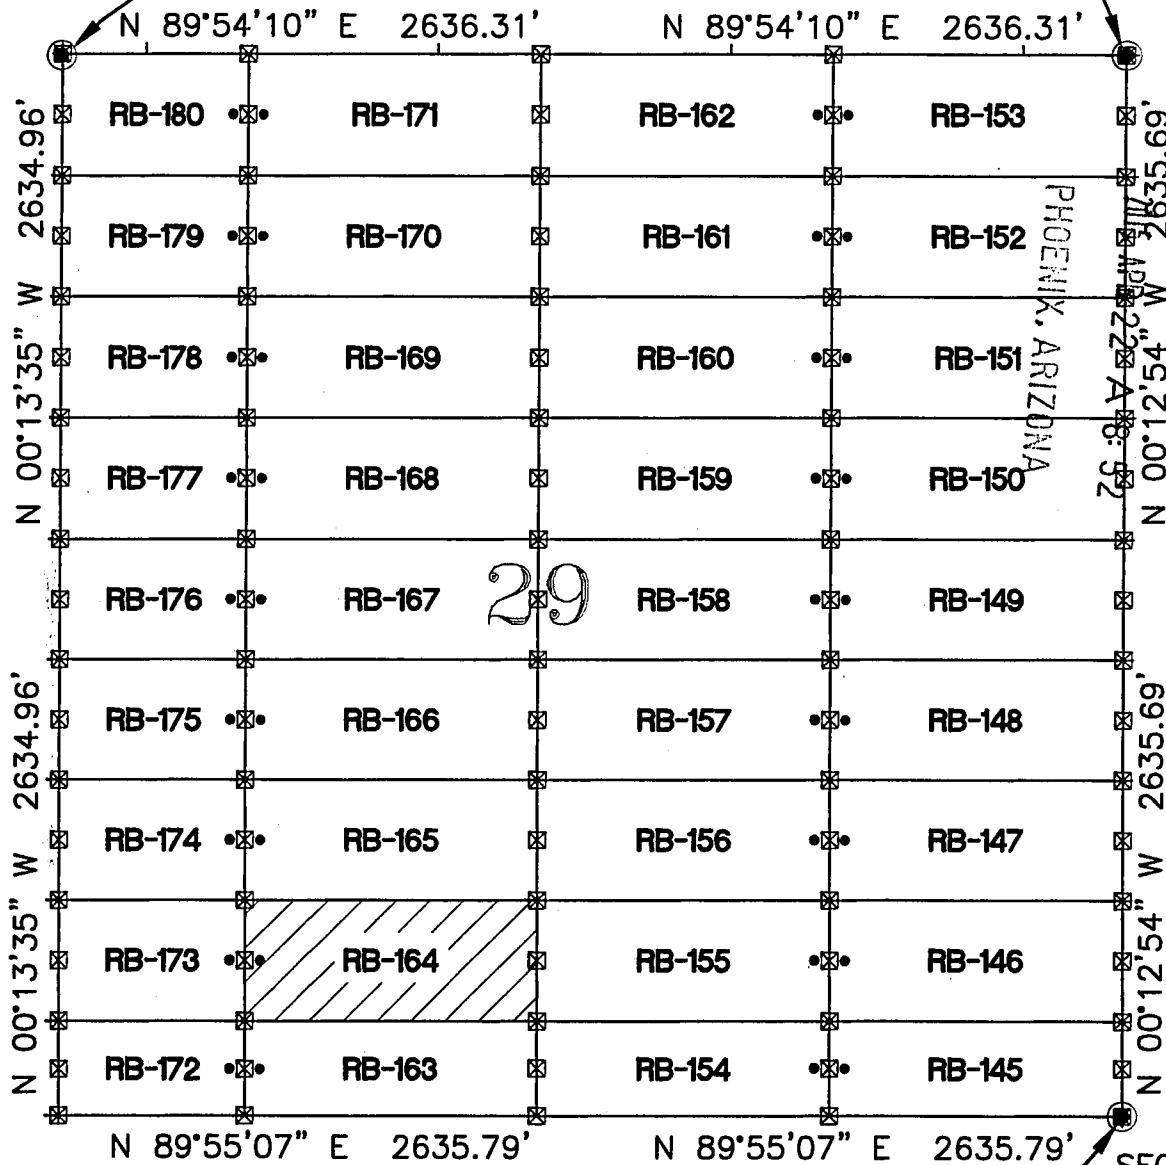 N 89°54'10" E 2636.31' N 89°54'10" E 2636.31'
RB-180 RB-171 RB-162 RB-153
RB-179 RB-170 RB-161 RB-152
RB-178 RB-169 RB-160 RB-151
RB-177 RB-168 RB-159 RB-150
RB-176 RB-167 29 RB-158 RB-149
RB-175 RB-166 RB-157 RB-148
RB-174 RB-165 RB-156 RB-147
RB-173 RB-164 RB-155 RB-146
RB-172 RB-163 RB-154 RB-145
N 89°55'07" E 2635.79' N 89°55'07" E 2635.79'
N 00°13'35" W 2634.96'
N 00°13'35" W 2634.96'
N 00°12'54" W 2635.69'
N 00°12'54" W 2635.69'
APR 22 A 8:52
PHOENIX, ARIZONA